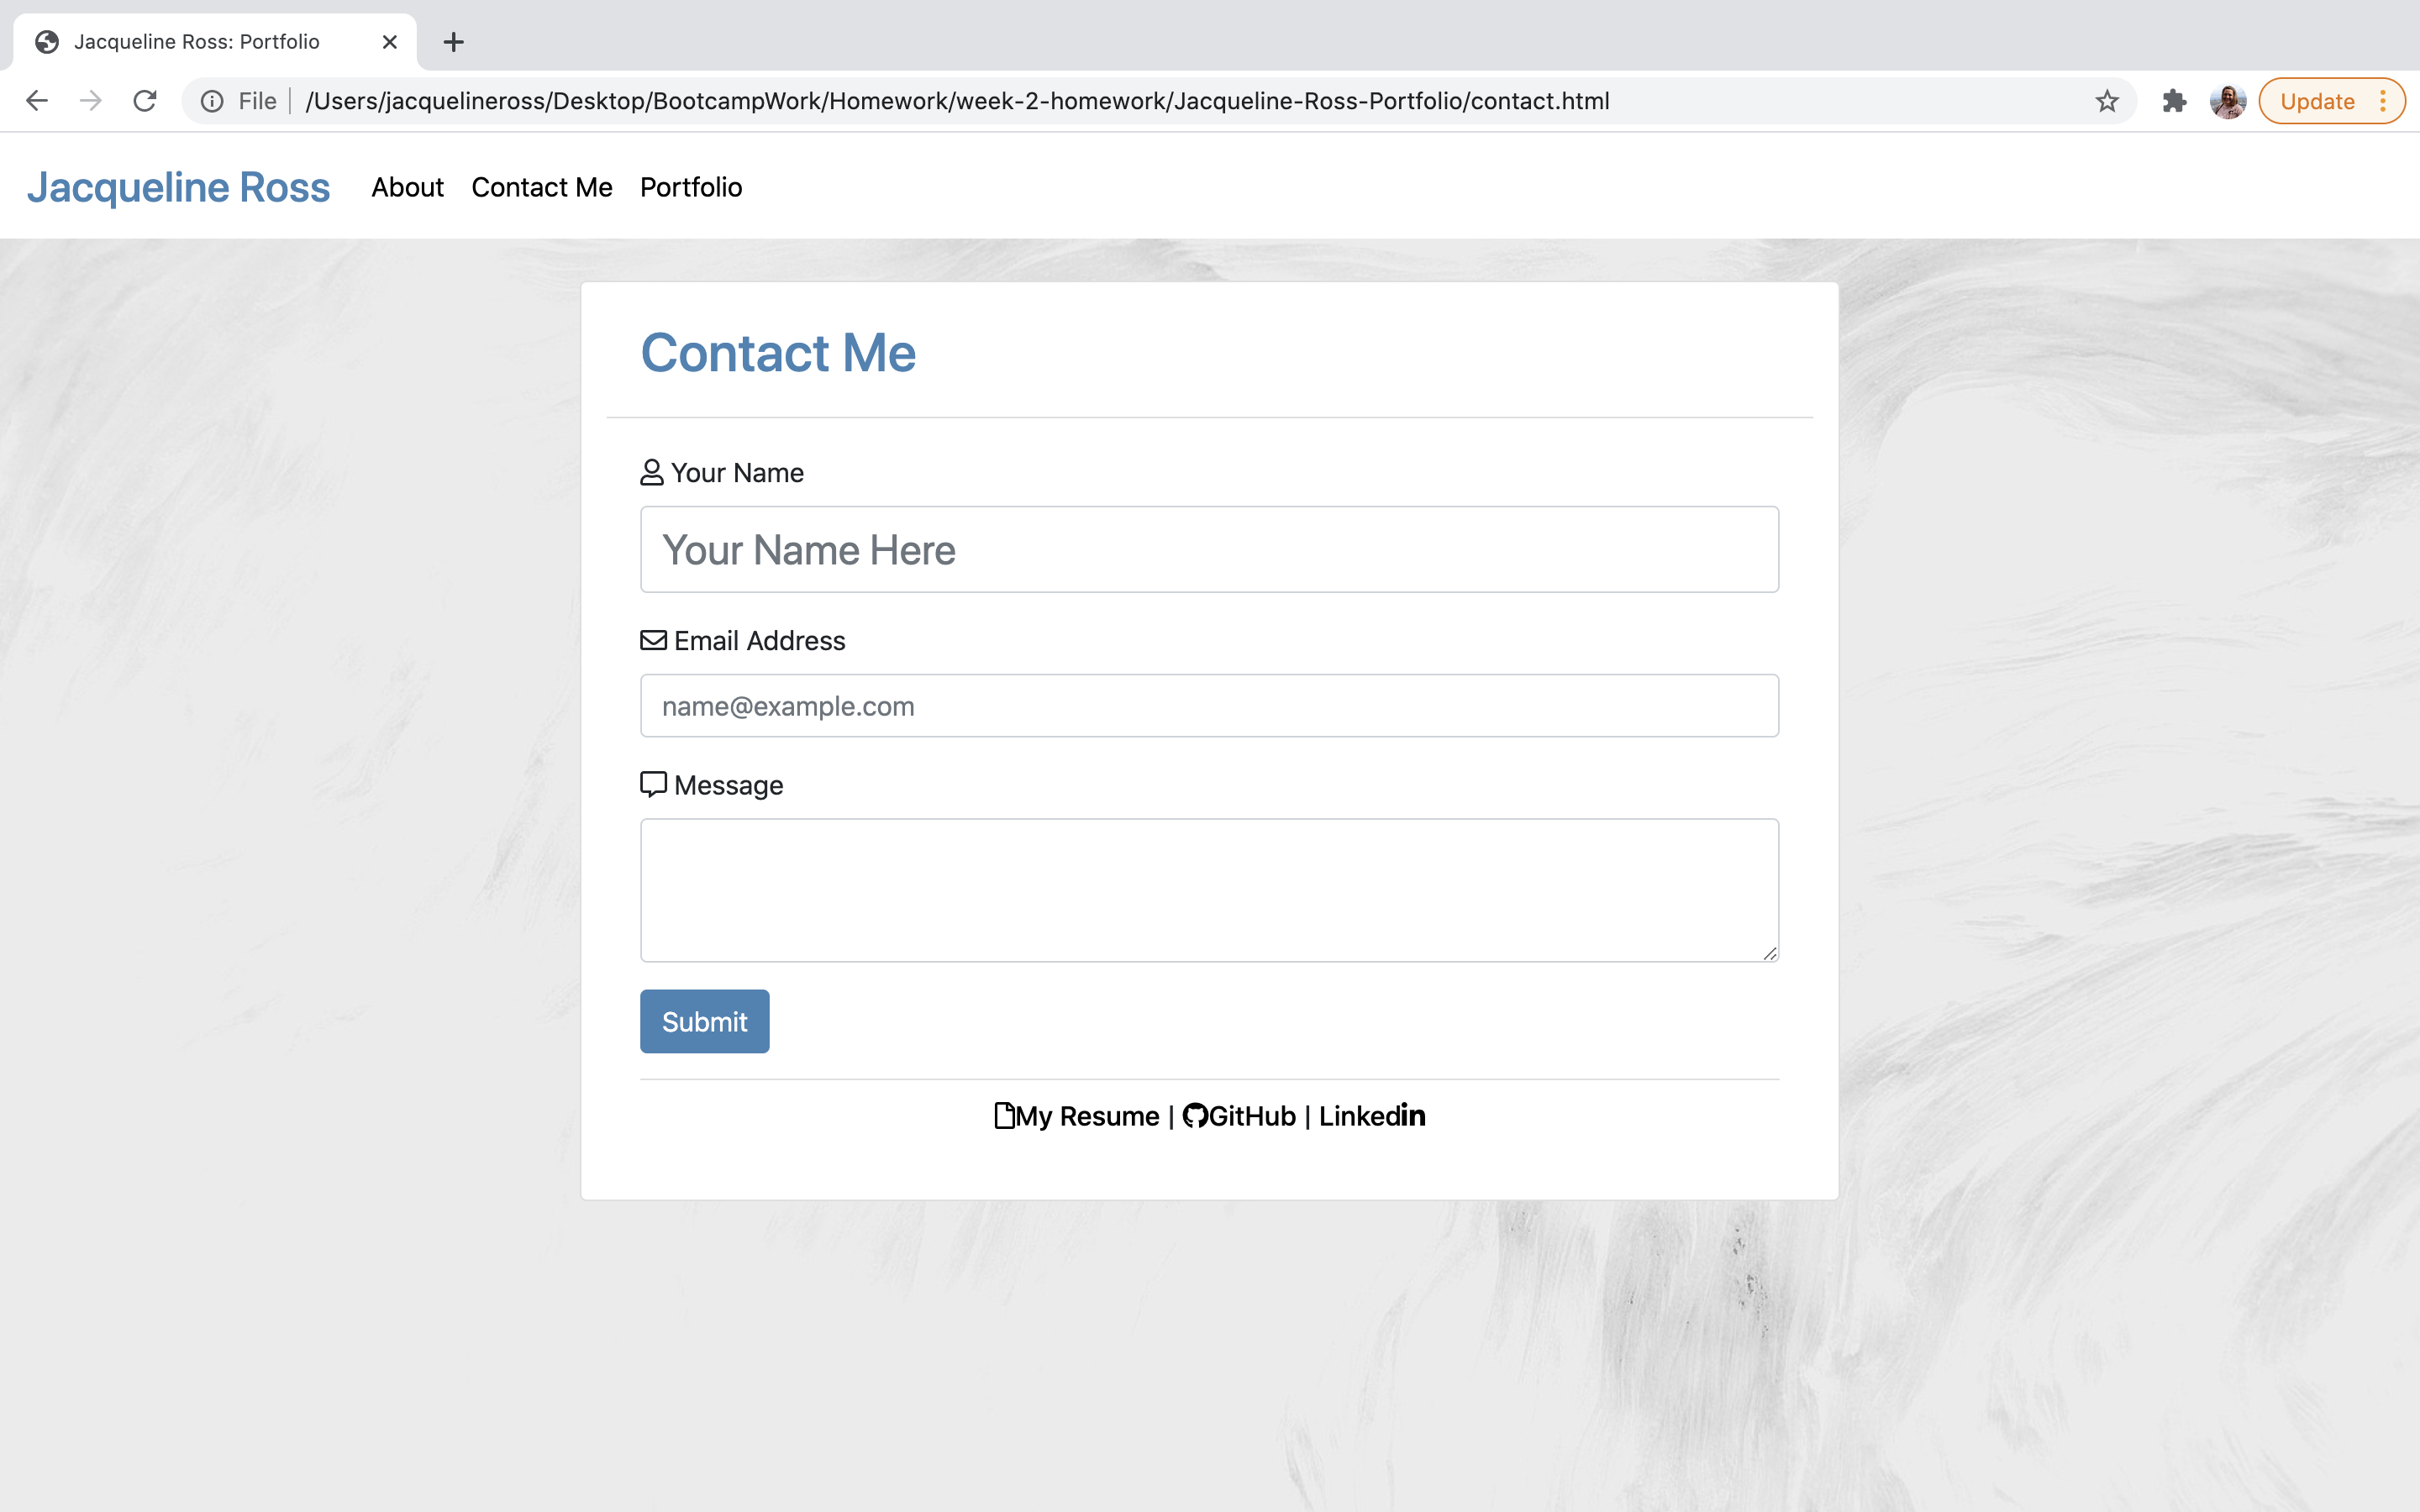 Jacqueline Ross: Portfolio
File /Users/jacquelineross/Desktop/BootcampWork/Homework/week-2-homework/Jacqueline-Ross-Portfolio/contact.html Update
Jacqueline Ross About Contact Me Portfolio
Contact Me
Your Name
Your Name Here
Email Address
name@example.com
Message
Submit
My Resume | GitHub | Linkedin